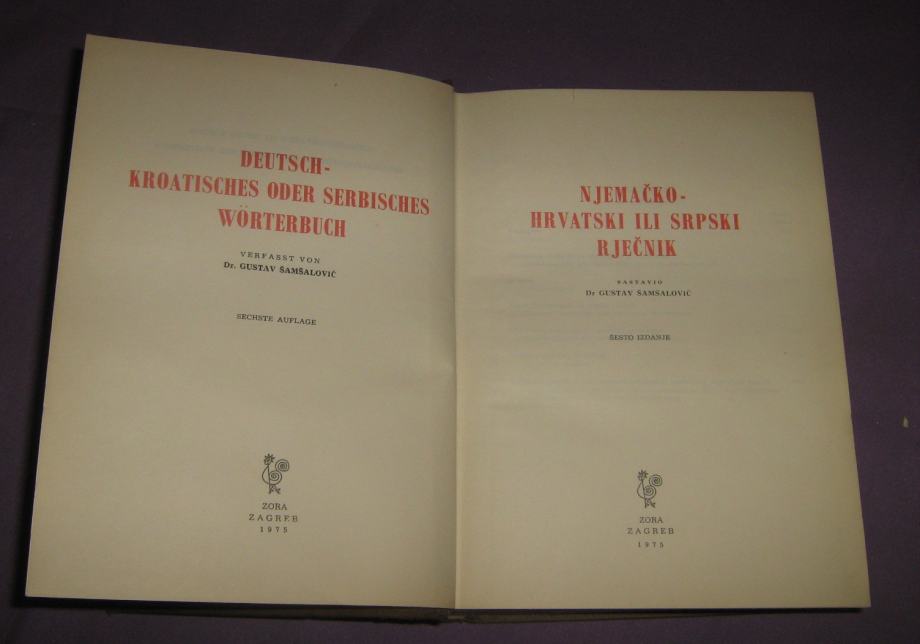 DEUTSCH-
KROATISCHES ODER SERBISCHES
WÖRTERBUCH
VERFASST VON
Dr. GUSTAV ŠAMŠALOVIĆ
SECHSTE AUFLAGE
ZORA
ZAGREB
1975
NJEMAČKO-
HRVATSKI ILI SRPSKI
RJEČNIK
SASTAVIO
Dr GUSTAV ŠAMŠALOVIĆ
ŠESTO IZDANJE
ZORA
ZAGREB
1975